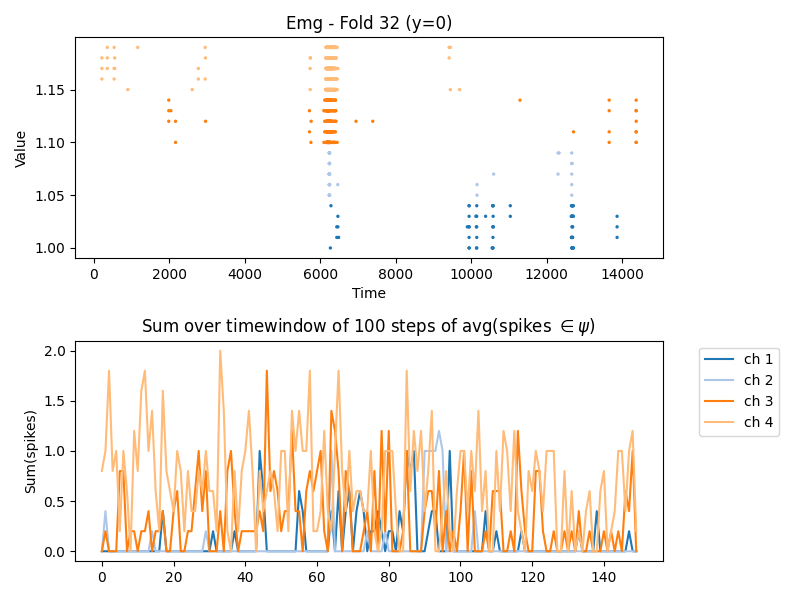 Emg - Fold 32 (y=0)
1.15
1.10
1.05
1.00
Value
0 2000 4000 6000 8000 10000 12000 14000
Time
Sum over timewindow of 100 steps of avg(spikes ∈ ψ)
2.0
1.5
1.0
0.5
0.0
Sum(spikes)
0 20 40 60 80 100 120 140
ch 1
ch 2
ch 3
ch 4